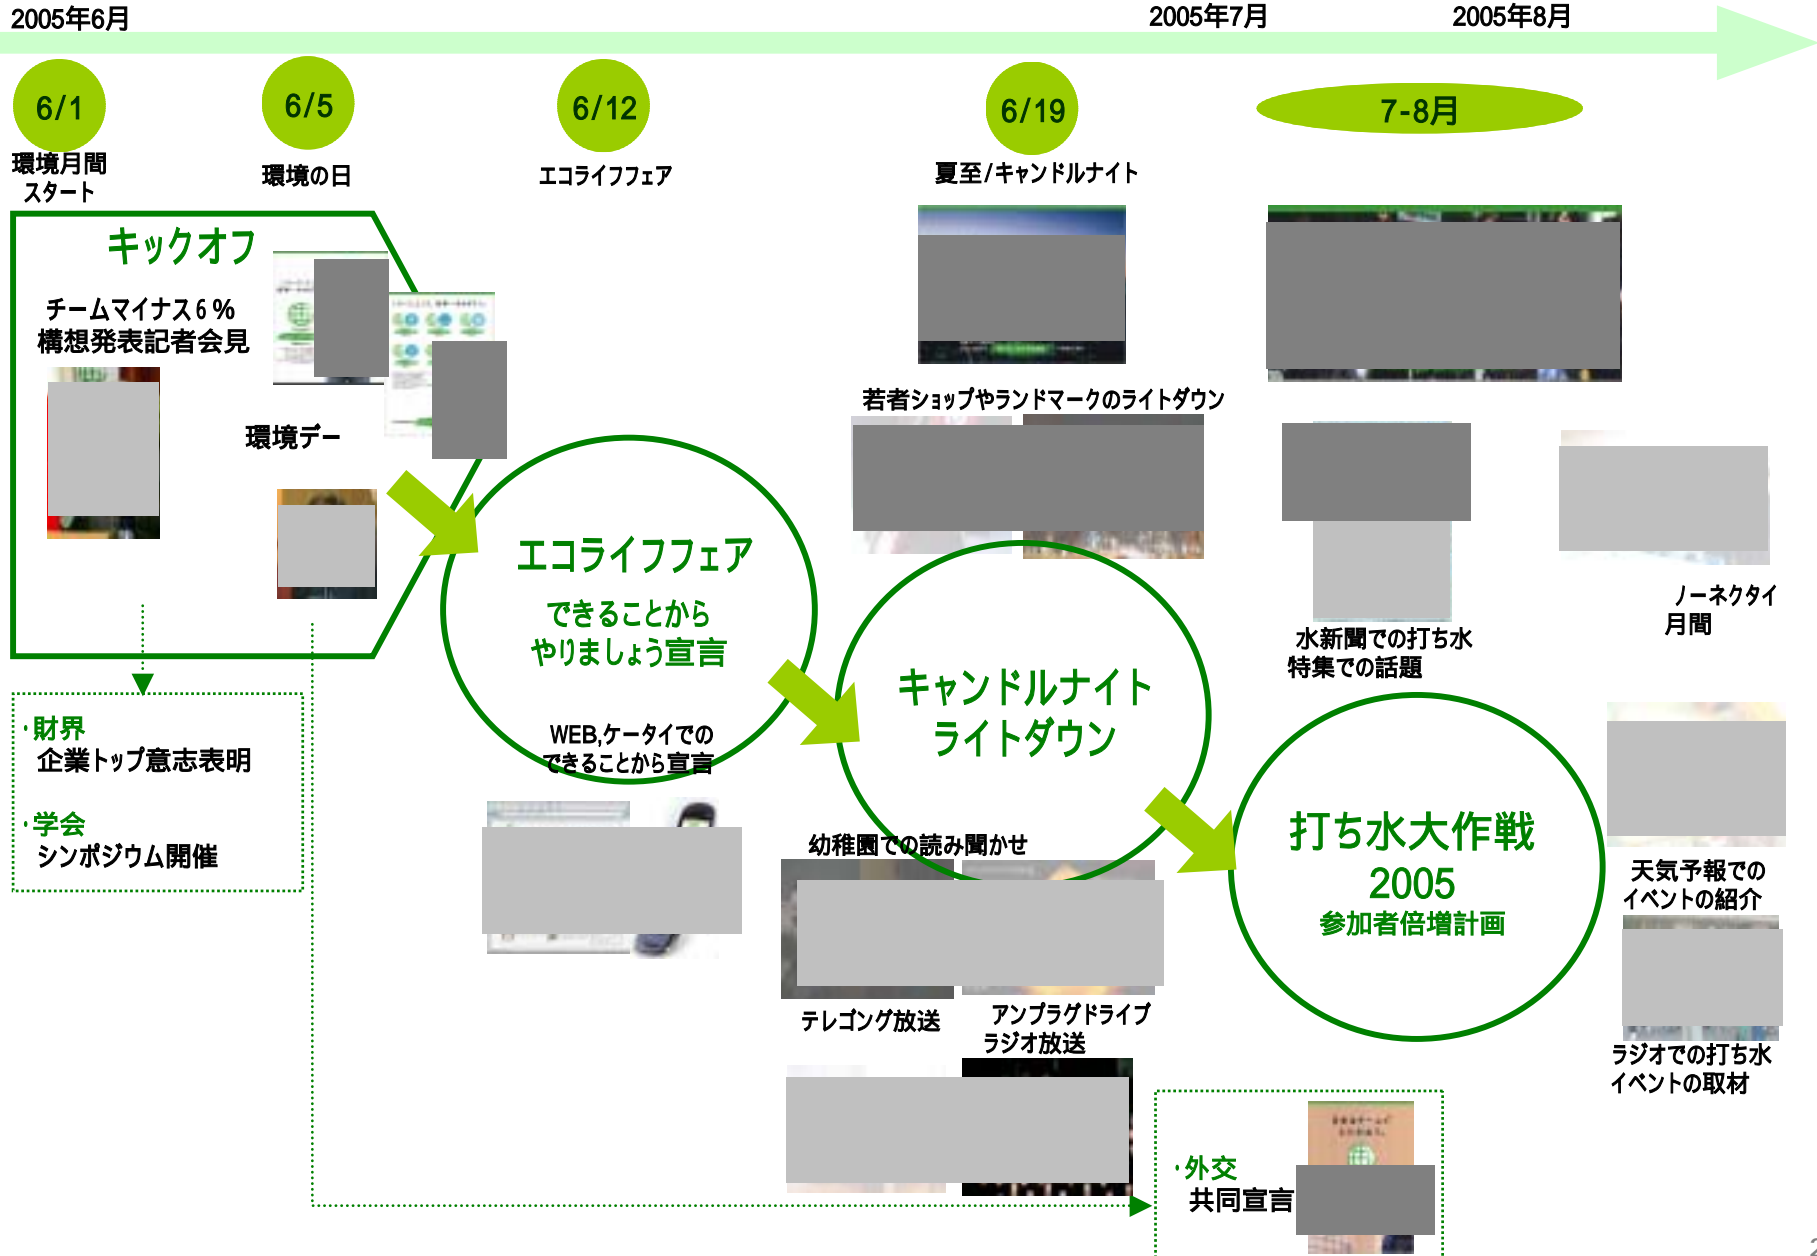 2005年6月
2005年7月
2005年8月
6/1
6/5
6/12
6/19
7-8月
環境月間
スタート
環境の日
エコライフフェア
夏至/キャンドルナイト
キックオフ
チームマイナス6%
構想発表記者会見
環境デー
若者ショップやランドマークのライトダウン
エコライフフェア
できることから
やりましょう宣言
WEB,ケータイでの
できることから宣言
キャンドルナイト
ライトダウン
水新聞での打ち水
特集での話題
ノーネクタイ
月間
・財界
企業トップ意志表明
・学会
シンポジウム開催
幼稚園での読み聞かせ
テレゴング放送
アンプラグドライブ
ラジオ放送
打ち水大作戦
2005
参加者倍増計画
天気予報での
イベントの紹介
ラジオでの打ち水
イベントの取材
・外交
共同宣言